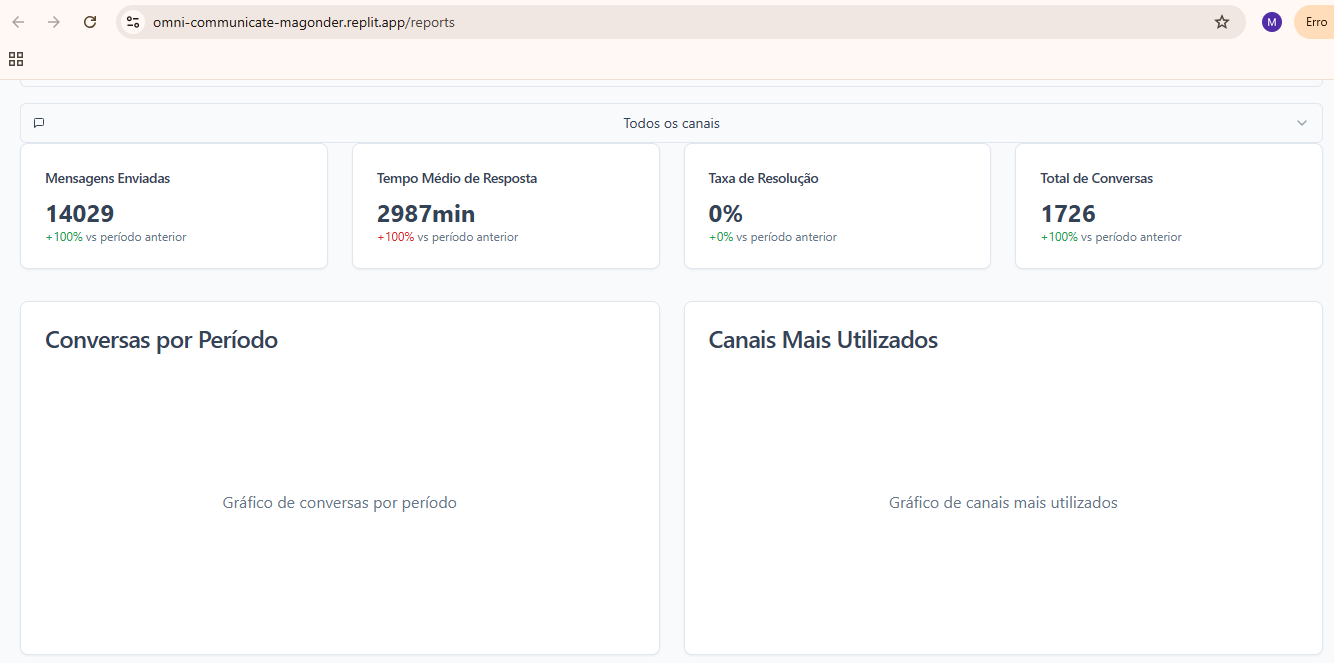 omni-communicate-magonder.replit.app/reports
M
Erro
Todos os canais
Mensagens Enviadas
14029
+100% vs período anterior
Tempo Médio de Resposta
2987min
+100% vs período anterior
Taxa de Resolução
0%
+0% vs período anterior
Total de Conversas
1726
+100% vs período anterior
Conversas por Período
Gráfico de conversas por período
Canais Mais Utilizados
Gráfico de canais mais utilizados